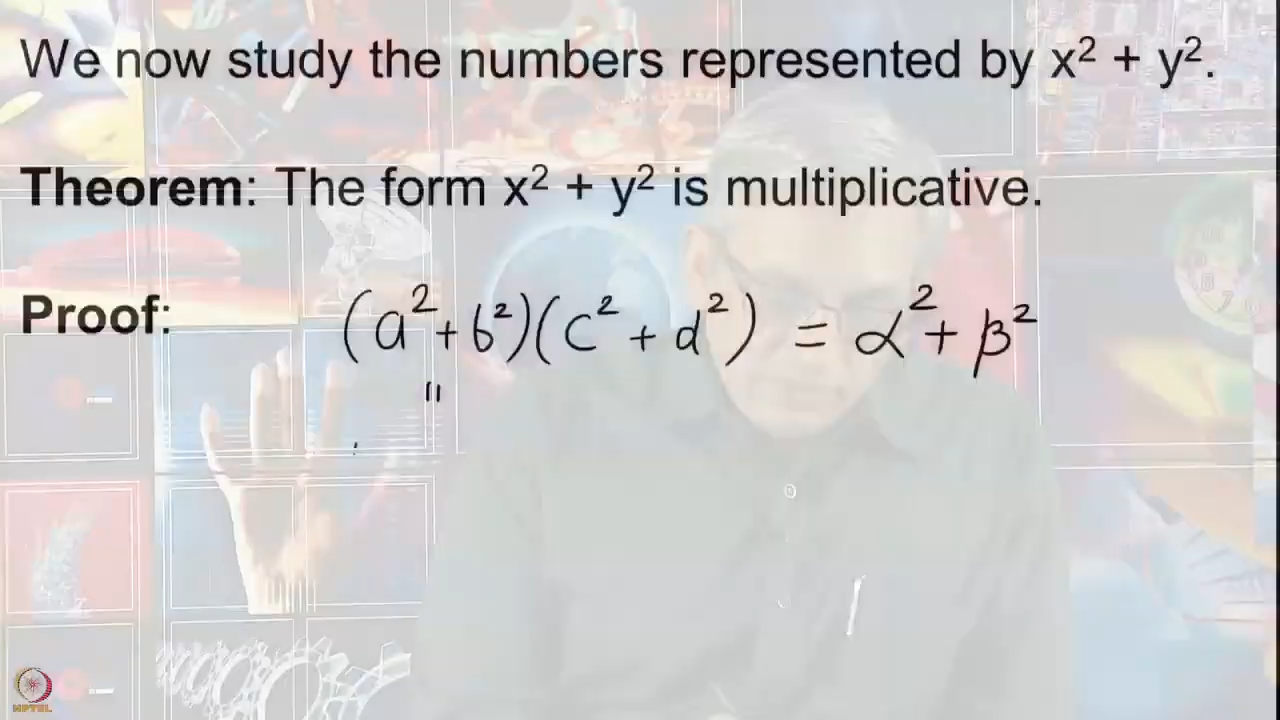 We now study the numbers represented by x² + y².
Theorem: The form x² + y² is multiplicative.
Proof: (a² + b²)(c² + d²) = α² + β²
"
NPTEL